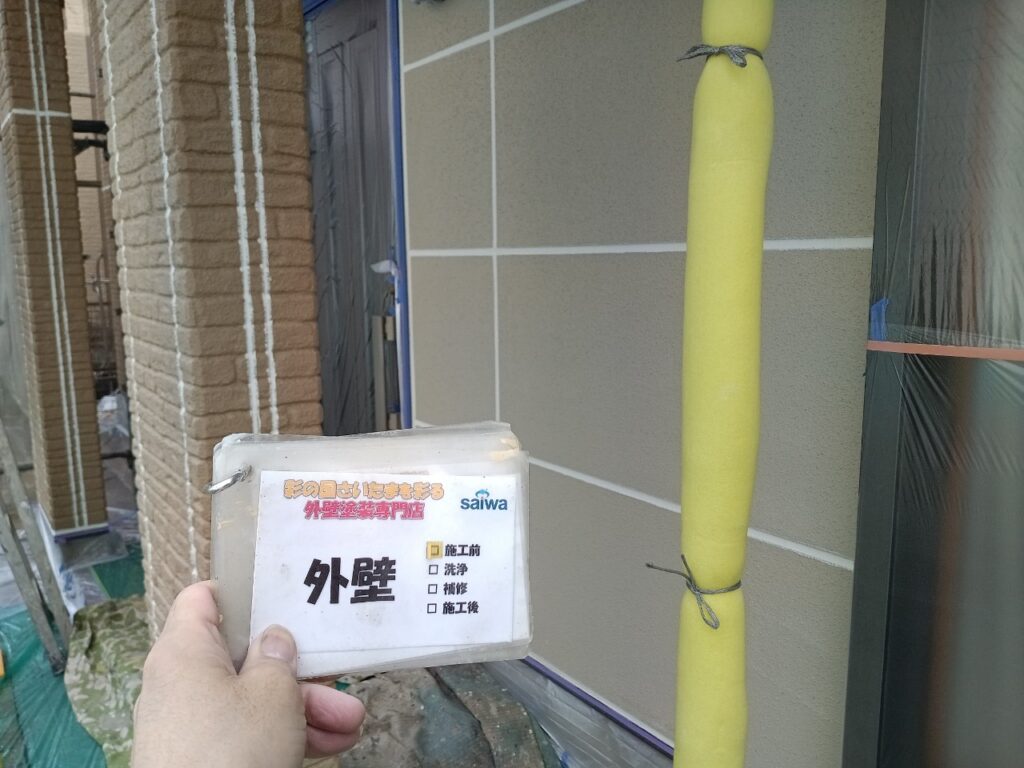 彩の国さいたまを彩る
外壁塗装専門店
saiwa
外壁
□ 施工前
□ 洗浄
□ 補修
□ 施工後